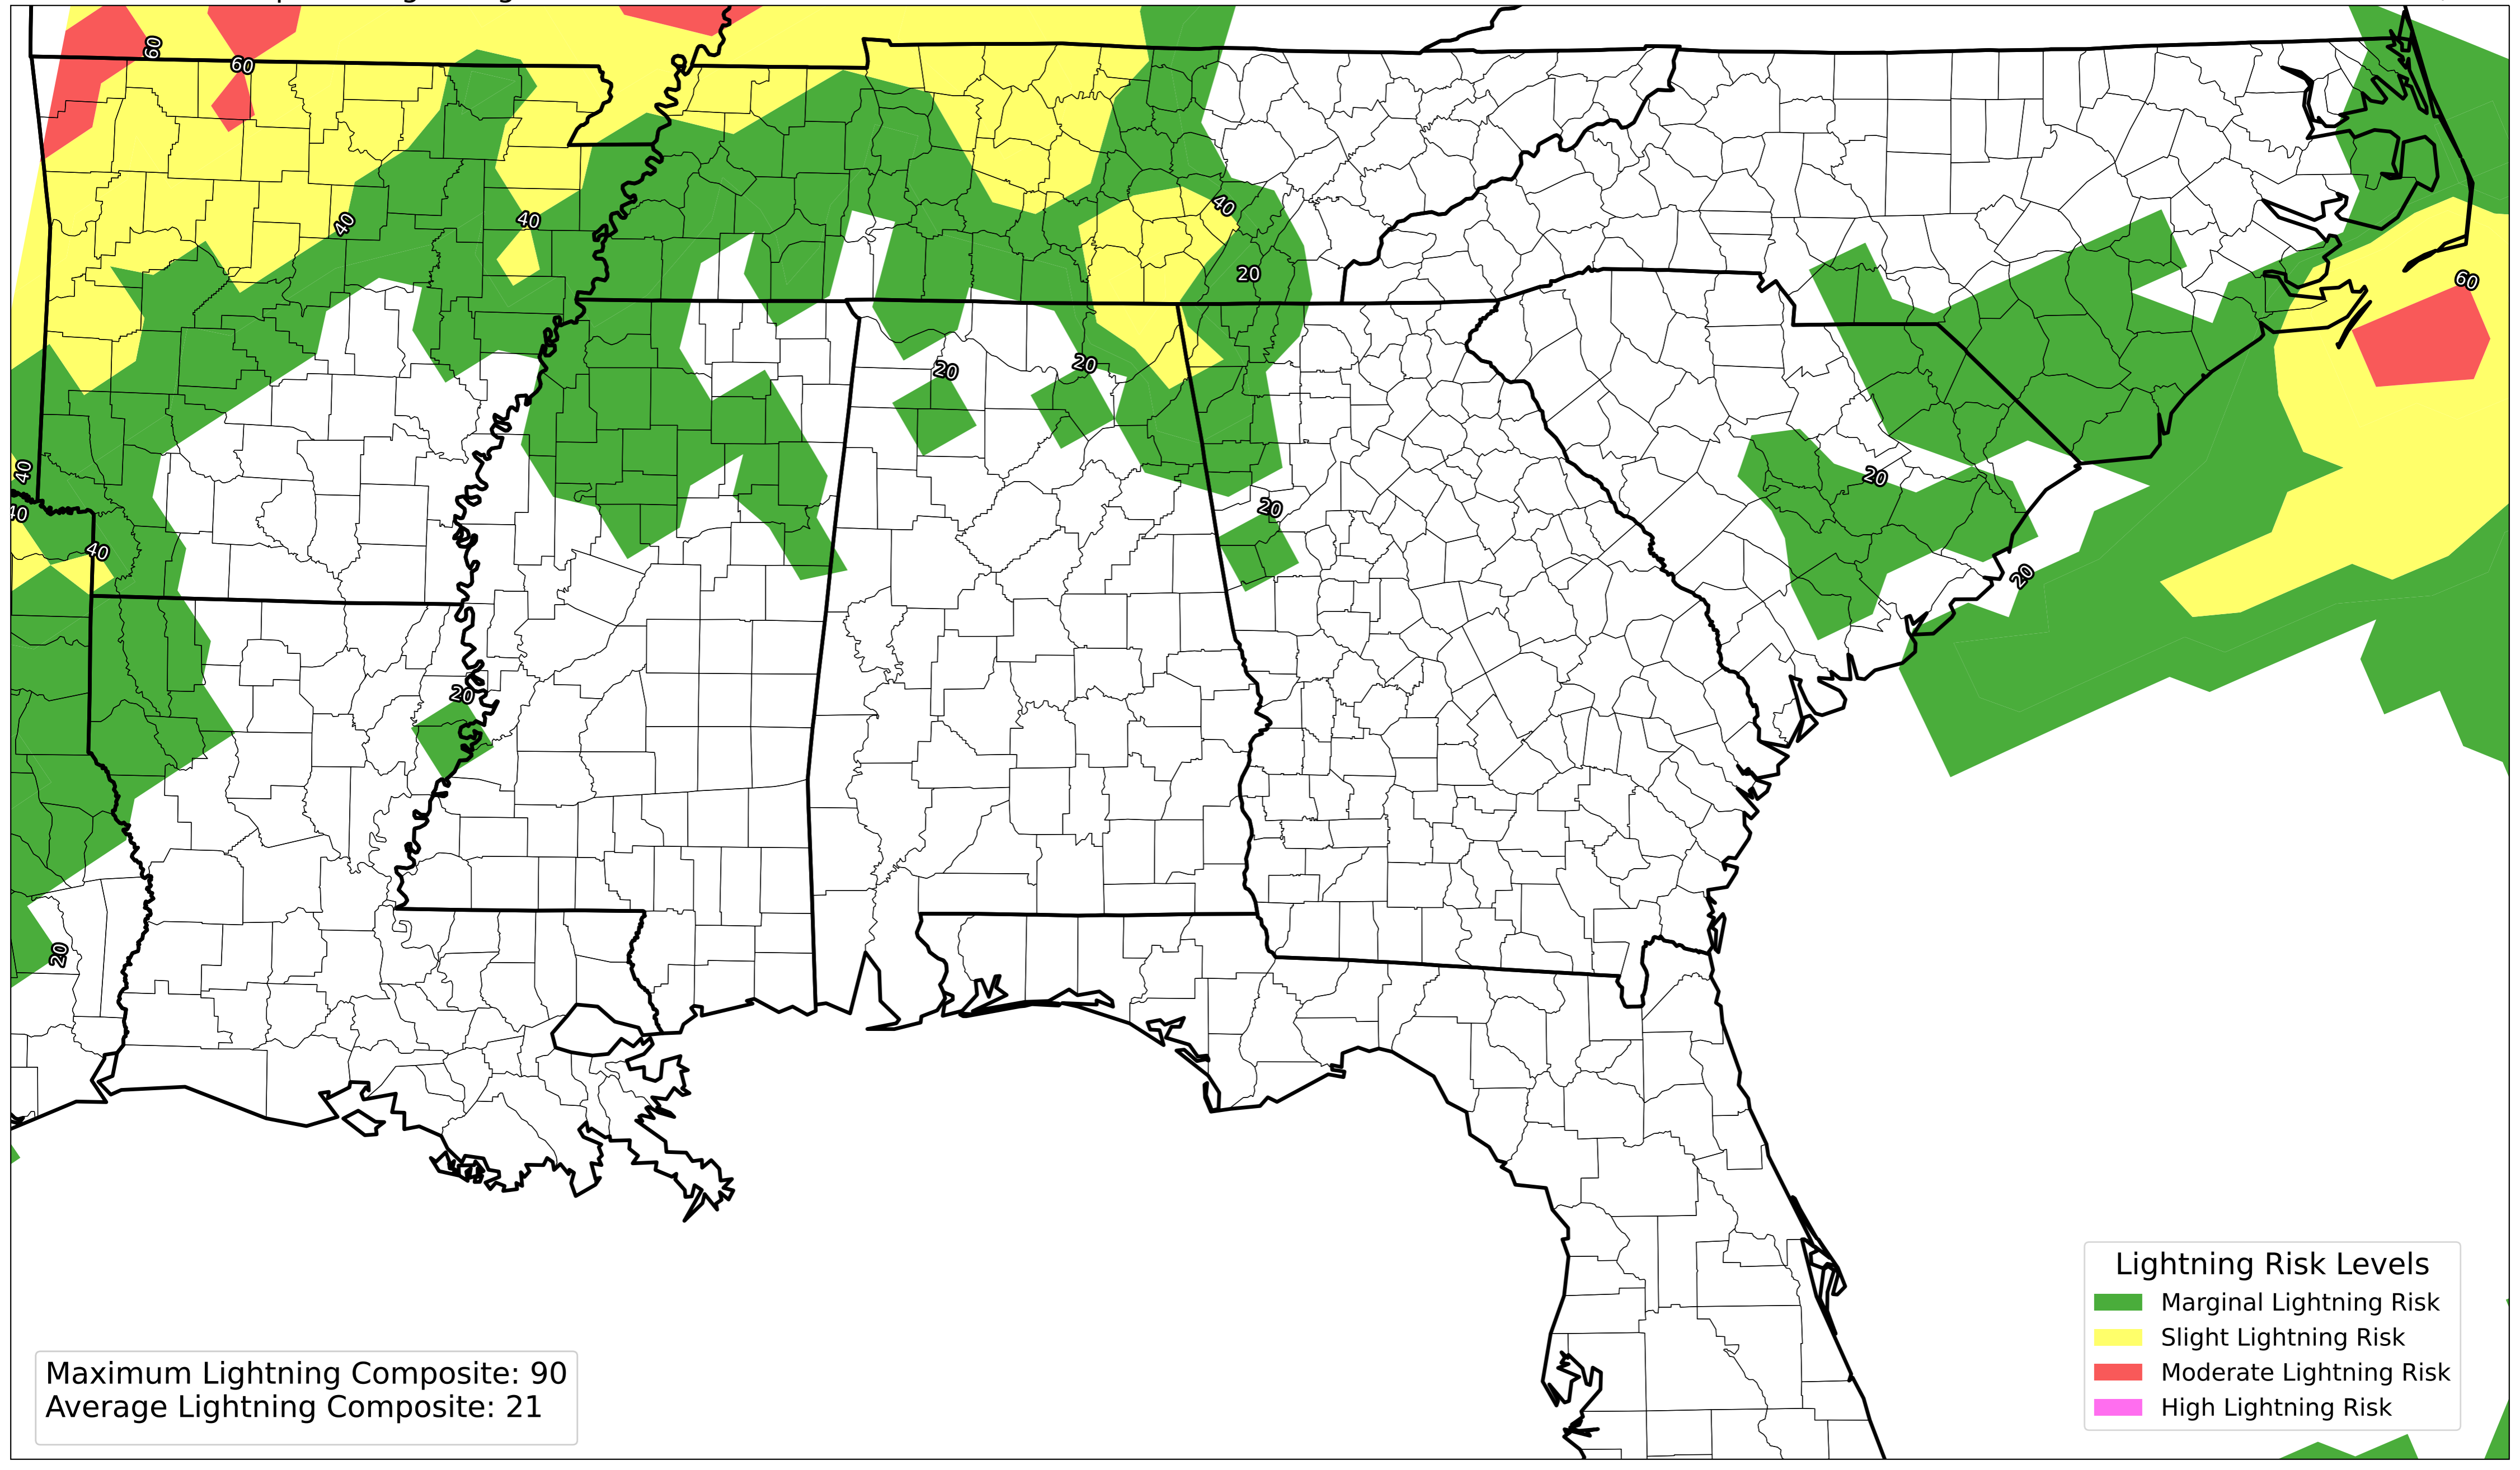 60
60
40
40
40
20
60
20
20
40
20
40
40
20
20
20
20
20
Lightning Risk Levels
Marginal Lightning Risk
Slight Lightning Risk
Moderate Lightning Risk
High Lightning Risk
Maximum Lightning Composite: 90
Average Lightning Composite: 21